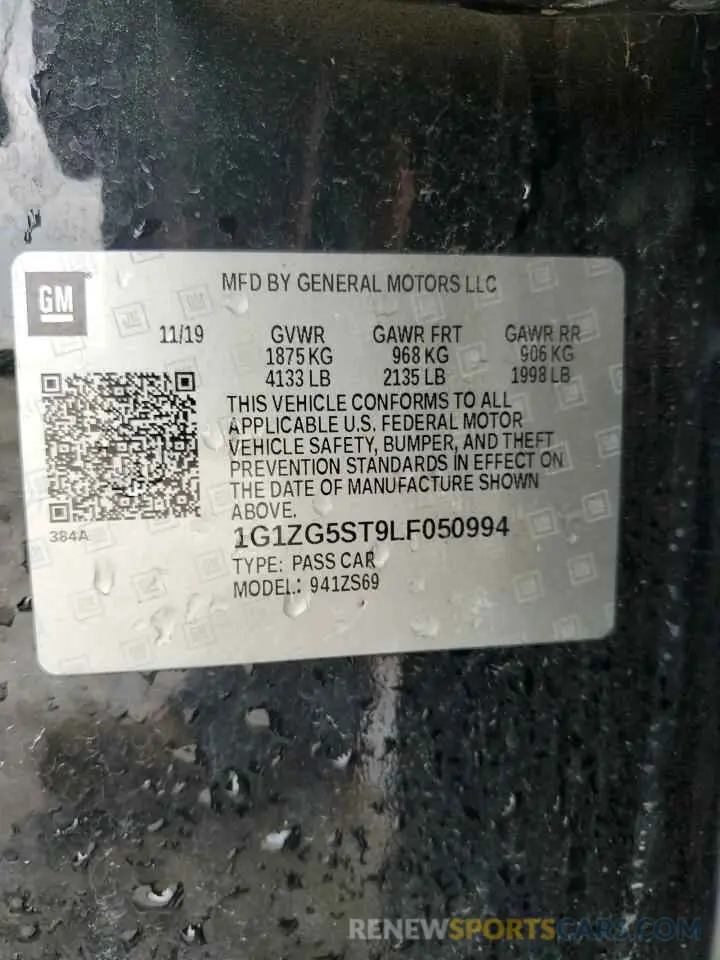 GM
MFD BY GENERAL MOTORS LLC
11/19 GVWR GAWR FRT GAWR RR
1875 KG 968 KG 906 KG
4133 LB 2135 LB 1998 LB
THIS VEHICLE CONFORMS TO ALL
APPLICABLE U.S. FEDERAL MOTOR
VEHICLE SAFETY, BUMPER, AND THEFT
PREVENTION STANDARDS IN EFFECT ON
THE DATE OF MANUFACTURE SHOWN
ABOVE.
384A
1G1ZG5ST9LF050994
TYPE: PASS CAR
MODEL: 941ZS69
RENEWSPORTSCARS.COM